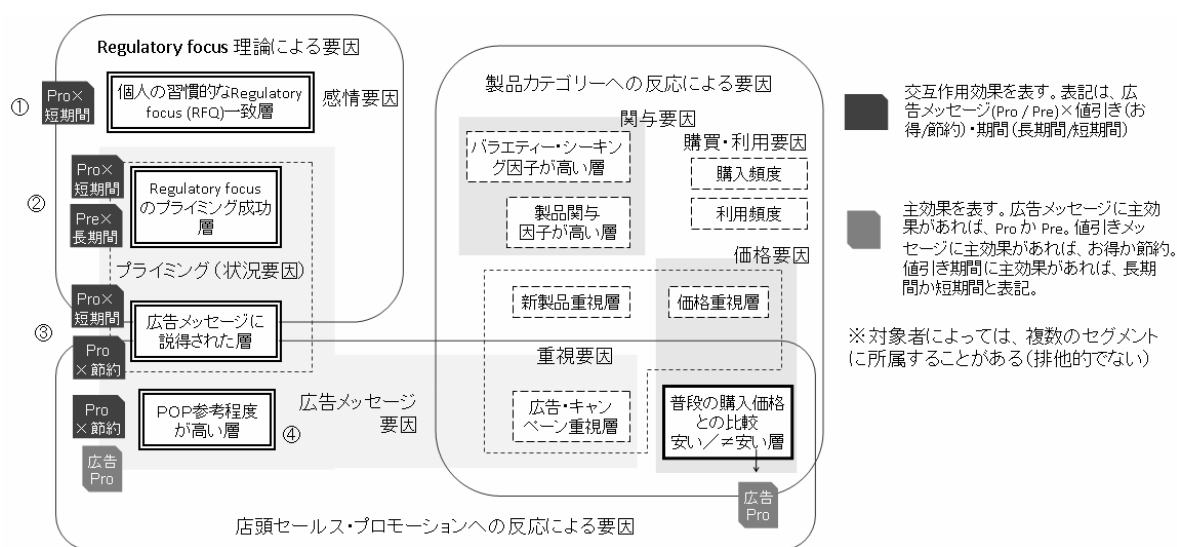 Regulatory focus 理論による要因
①
Pro×
短期間
個人の習慣的なRegulatory
focus (RFQ)一致層
感情要因
②
Pro×
短期間
Pre×
長期間
Regulatory focus
のプライミング成功
層
プライミング(状況要因)
③
Pro×
短期間
Pro
×節約
広告メッセージに
説得された層
Pro
×節約
広告
Pro
POP参考程度
が高い層
④
広告メッセージ
要因
店頭セールス・プロモーションへの反応による要因
製品カテゴリーへの反応による要因
関与要因
バラエティー・シーキン
グ因子が高い層
製品関与
因子が高い層
購買・利用要因
購入頻度
利用頻度
価格要因
新製品重視層
価格重視層
重視要因
広告・キャン
ペーン重視層
普段の購入価格
との比較
安い/≠安い層
広告
Pro
交互作用効果を表す。表記は、広
告メッセージ(Pro / Pre)×値引き(お
得/節約)・期間(長期間/短期間)
主効果を表す。広告メッセージに主効
果があれば、Pro か Pre。値引きメッ
セージに主効果があれば、お得か節約。
値引き期間に主効果があれば、長期
間か短期間と表記。
※対象者によっては、複数のセグメント
に所属することがある(排他的でない)